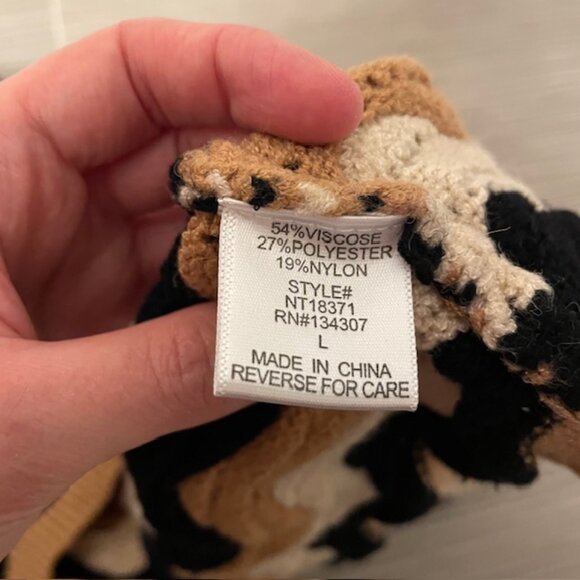 54%VISCOSE
27%POLYESTER
19%NYLON
STYLE#
NT18371
RN#134307
L
MADE IN CHINA
REVERSE FOR CARE